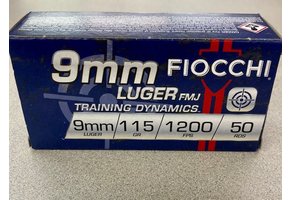 9mm FIOCCHI
LUGER FMJ
TRAINING DYNAMICS.
9mm 115 1200 50
LUGER GR FPS RDS